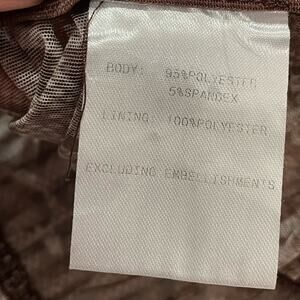 BODY: 95%POLYESTER
5%SPANDEX
LINING: 100%POLYESTER
EXCLUDING EMBELLISHMENTS